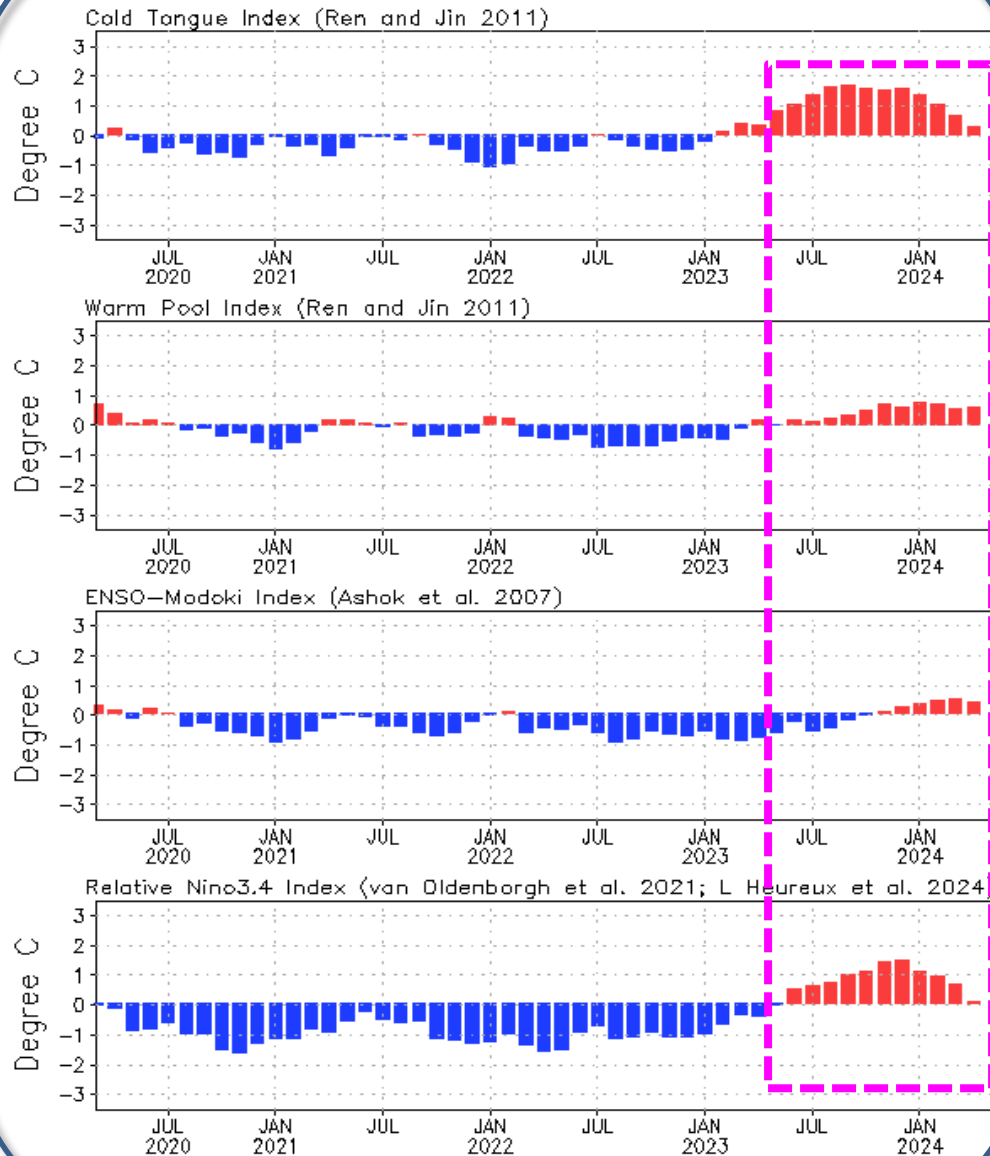 Cold Tongue Index (Ren and Jin 2011)
Degree C
3
2
1
0
−1
−2
−3
JUL JAN JUL JAN JUL JAN JUL JAN
2020 2021 2022 2023 2024
Warm Pool Index (Ren and Jin 2011)
Degree C
3
2
1
0
−1
−2
−3
JUL JAN JUL JAN JUL JAN JUL JAN
2020 2021 2022 2023 2024
ENSO−Modoki Index (Ashok et al. 2007)
Degree C
3
2
1
0
−1
−2
−3
JUL JAN JUL JAN JUL JAN JUL JAN
2020 2021 2022 2023 2024
Relative Nino3.4 Index (van Oldenborgh et al. 2021; L Heureux et al. 2024
Degree C
3
2
1
0
−1
−2
−3
JUL JAN JUL JAN JUL JAN JUL JAN
2020 2021 2022 2023 2024